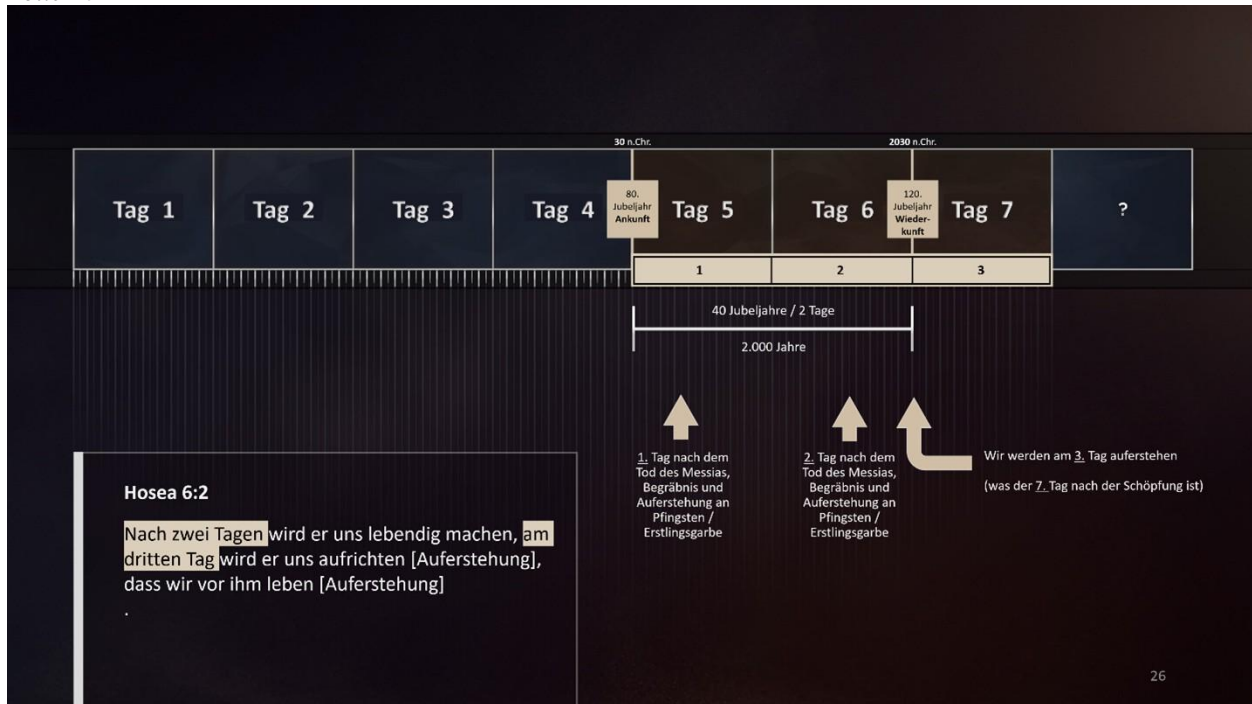 30 n.Chr.
2030 n.Chr.
Tag 1
Tag 2
Tag 3
Tag 4
80.
Jubeljahr
Ankunft
Tag 5
Tag 6
120.
Jubeljahr
Wieder-
kunft
Tag 7
?
1
2
3
40 Jubeljahre / 2 Tage
2.000 Jahre
1. Tag nach dem
Tod des Messias,
Begräbnis und
Auferstehung an
Pfingsten /
Erstlingsgarbe
2. Tag nach dem
Tod des Messias,
Begräbnis und
Auferstehung an
Pfingsten /
Erstlingsgarbe
Wir werden am 3. Tag auferstehen
(was der 7. Tag nach der Schöpfung ist)
Hosea 6:2
Nach zwei Tagen wird er uns lebendig machen, am
dritten Tag wird er uns aufrichten [Auferstehung],
dass wir vor ihm leben [Auferstehung]
.
26